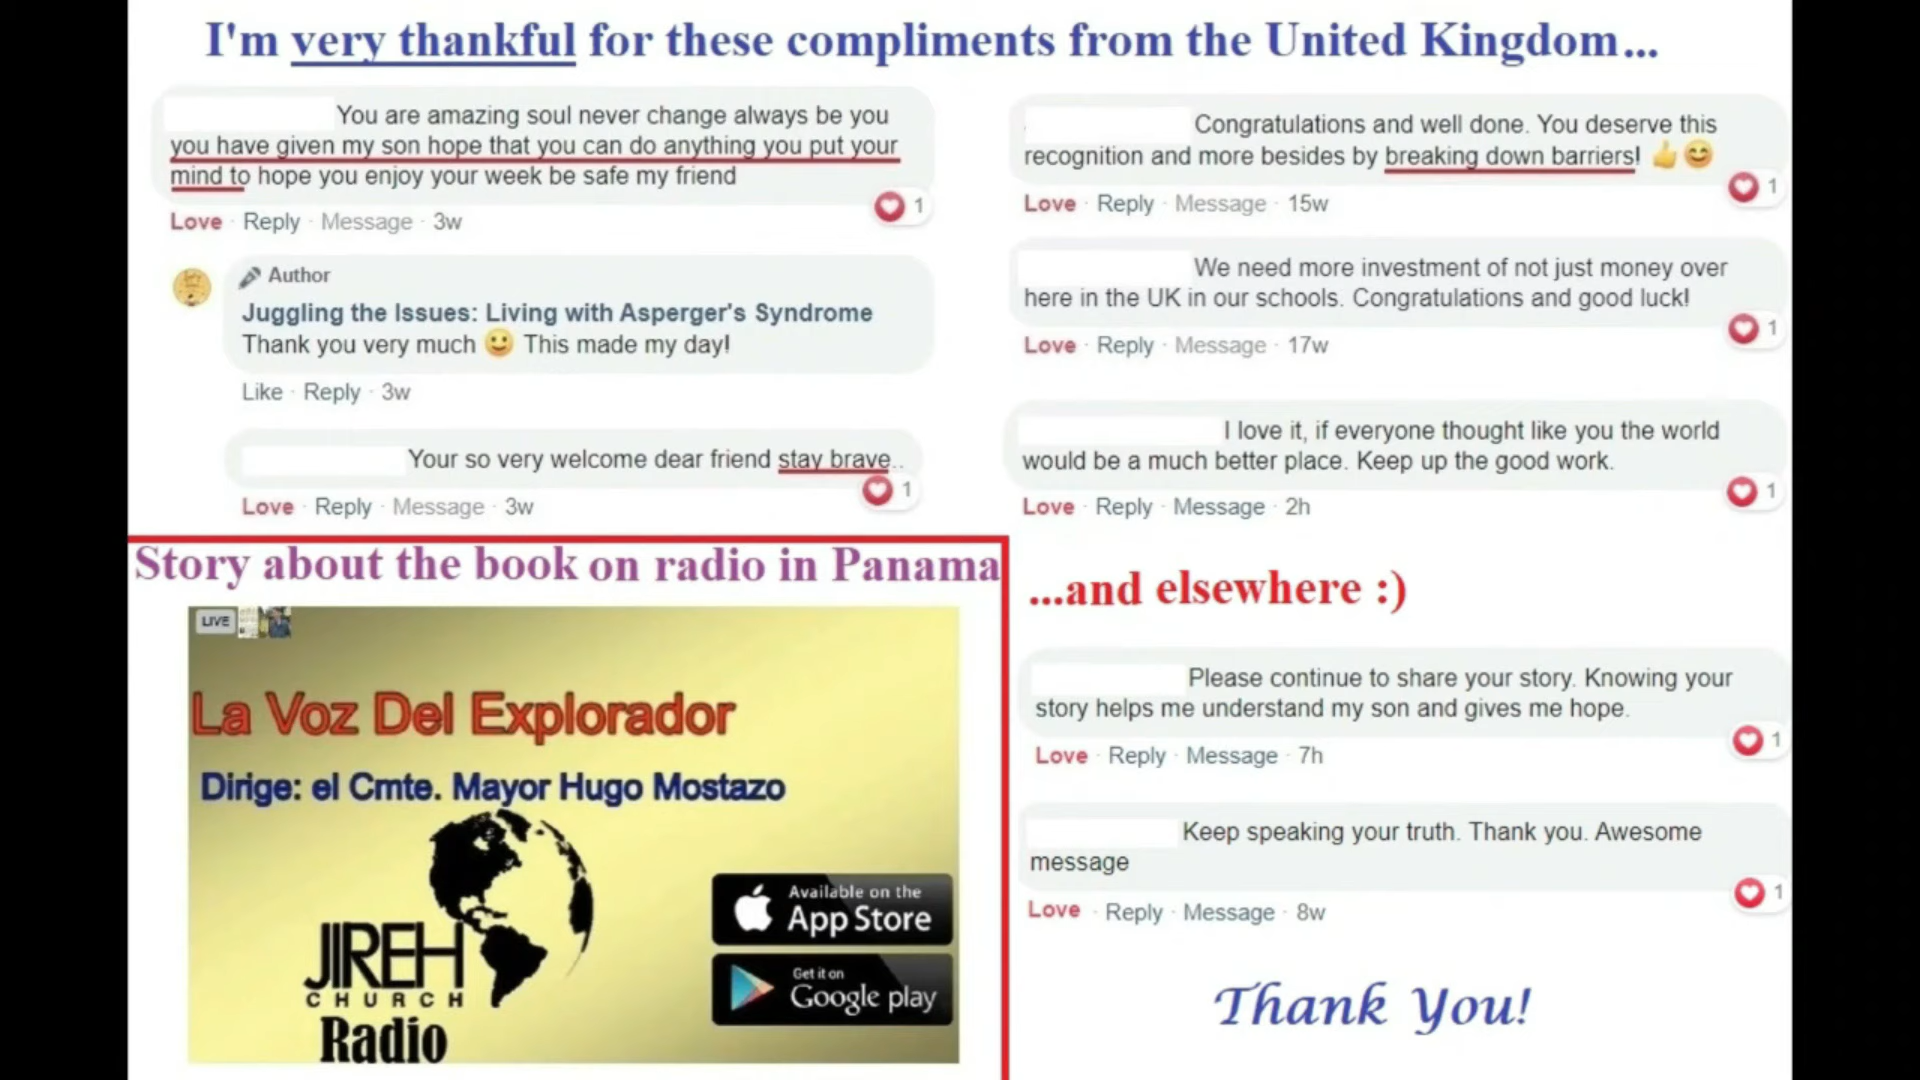 I'm very thankful for these compliments from the United Kingdom...
You are amazing soul never change always be you
you have given my son hope that you can do anything you put your
mind to hope you enjoy your week be safe my friend
1
Love · Reply · Message · 3w
Author
Juggling the Issues: Living with Asperger's Syndrome
Thank you very much 🙂 This made my day!
Like · Reply · 3w
Your so very welcome dear friend stay brave..
1
Love · Reply · Message · 3w
Congratulations and well done. You deserve this
recognition and more besides by breaking down barriers! 👍😊
1
Love · Reply · Message · 15w
We need more investment of not just money over
here in the UK in our schools. Congratulations and good luck!
1
Love · Reply · Message · 17w
I love it, if everyone thought like you the world
would be a much better place. Keep up the good work.
1
Love · Reply · Message · 2h
Story about the book on radio in Panama
LIVE
La Voz Del Explorador
Dirige: el Cmte. Mayor Hugo Mostazo
JIREH
CHURCH
Radio
Available on the
App Store
Get it on
Google play
...and elsewhere :)
Please continue to share your story. Knowing your
story helps me understand my son and gives me hope.
1
Love · Reply · Message · 7h
Keep speaking your truth. Thank you. Awesome
message
1
Love · Reply · Message · 8w
Thank You!